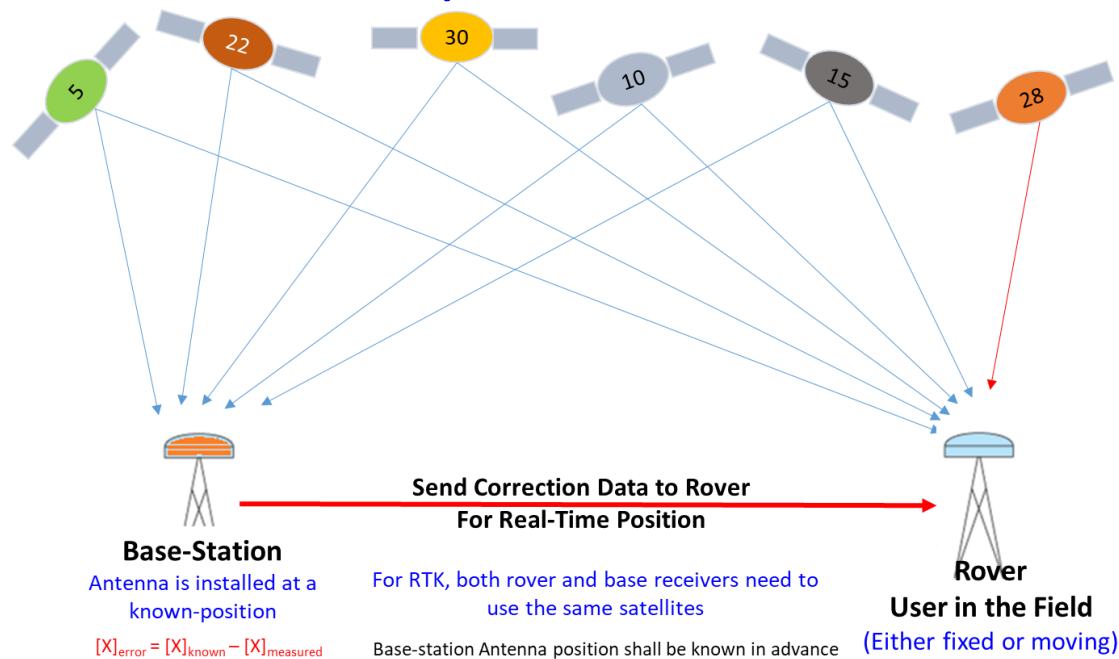 5
22
30
10
15
28
Send Correction Data to Rover
For Real-Time Position
Base-Station
Antenna is installed at a
known-position
[X]error = [X]known – [X]measured
For RTK, both rover and base receivers need to
use the same satellites
Base-station Antenna position shall be known in advance
Rover
User in the Field
(Either fixed or moving)